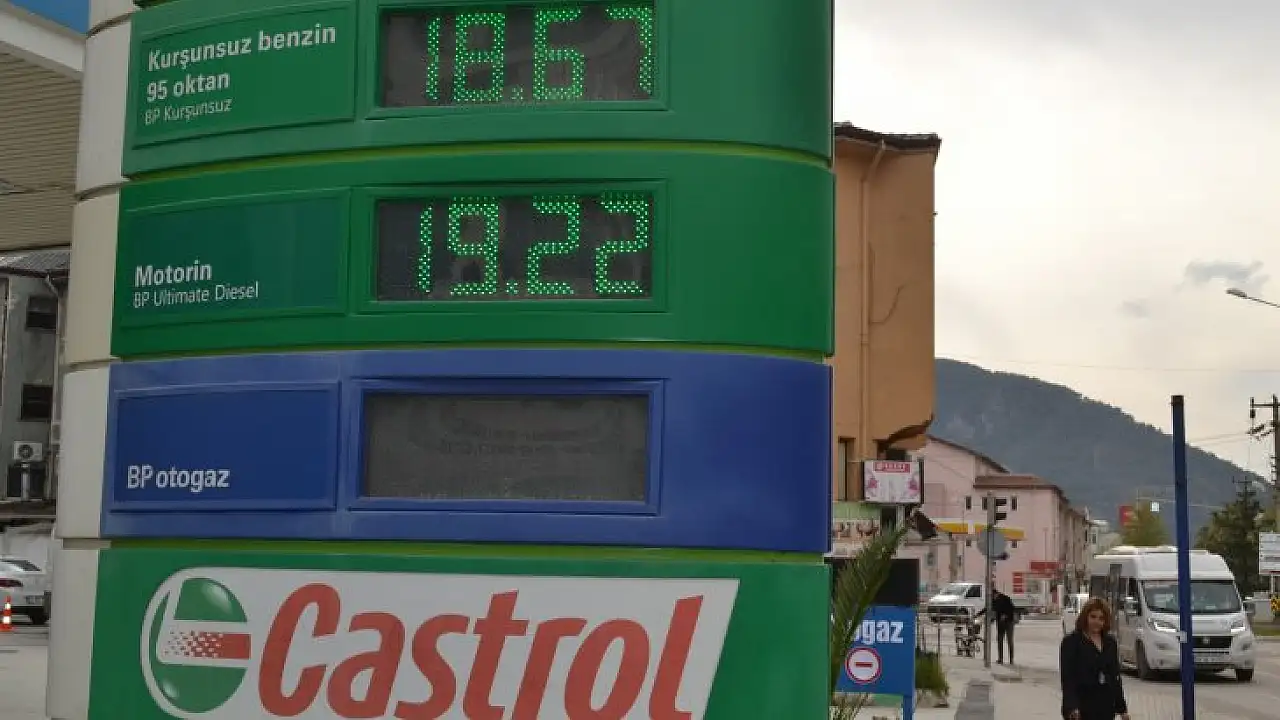 Kurşunsuz benzin
95 oktan
BP Kurşunsuz
18.67
Motorin
BP Ultimate Diesel
19.22
BP otogaz
Castrol
ogaz